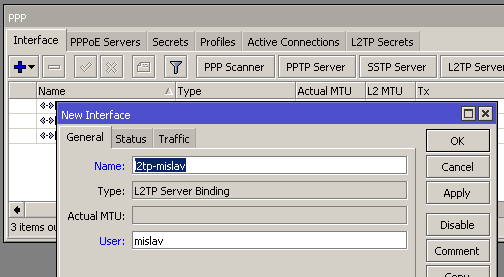 PPP
Interface PPPoE Servers Secrets Profiles Active Connections L2TP Secrets
PPP Scanner PPTP Server SSTP Server L2TP Server
Name Type Actual MTU L2 MTU Tx
New Interface
General Status Traffic
OK
Name: l2tp-mislav
Cancel
Type: L2TP Server Binding
Apply
Actual MTU:
3 items ou
Disable
User: mislav
Comment